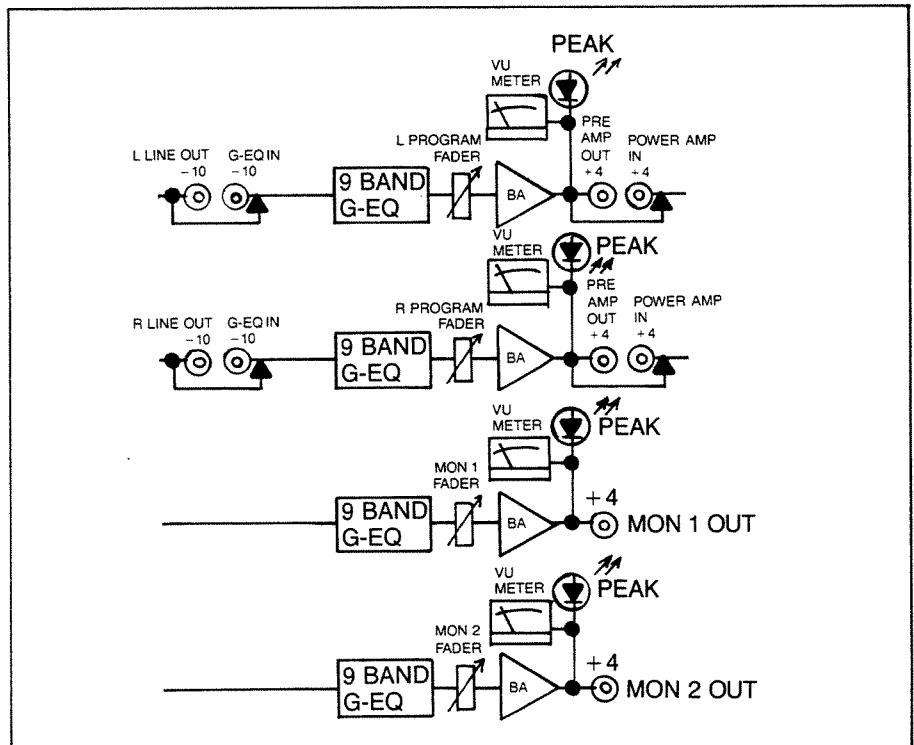 PEAK
VU
METER
L PROGRAM
FADER
PRE
AMP
OUT
+4
POWER AMP
IN
+4
L LINE OUT
-10
G-EQ IN
-10
9 BAND
G-EQ
BA
VU
METER
PEAK
R PROGRAM
FADER
PRE
AMP
OUT
+4
POWER AMP
IN
+4
R LINE OUT
-10
G-EQ IN
-10
9 BAND
G-EQ
BA
VU
METER
PEAK
MON 1
FADER
9 BAND
G-EQ
BA
+4
MON 1 OUT
VU
METER
PEAK
MON 2
FADER
9 BAND
G-EQ
BA
+4
MON 2 OUT